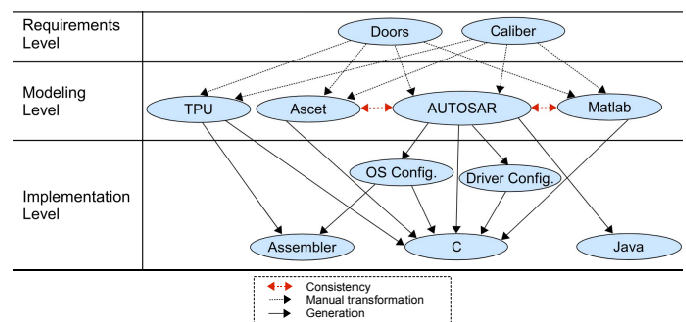 Requirements
Level
Doors
Caliber
Modeling
Level
TPU
Ascet
AUTOSAR
Matlab
Implementation
Level
OS Config.
Driver Config.
Assembler
C
Java
Consistency
Manual transformation
Generation